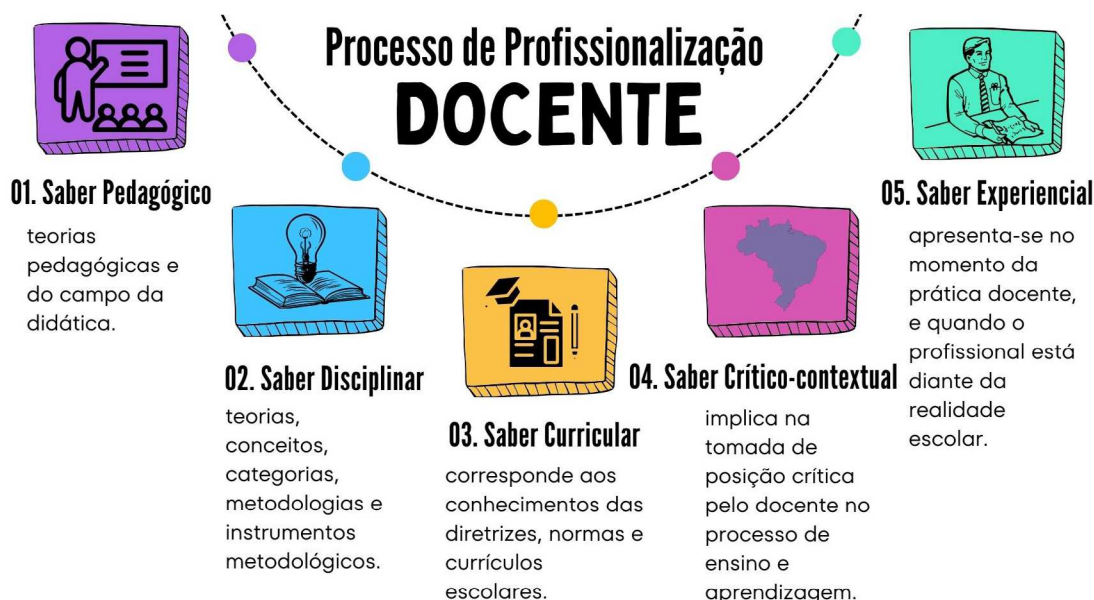 Processo de Profissionalização
DOCENTE
01. Saber Pedagógico
teorias
pedagógicas e
do campo da
didática.
02. Saber Disciplinar
teorias,
conceitos,
categorias,
metodologias e
instrumentos
metodológicos.
03. Saber Curricular
corresponde aos
conhecimentos das
diretrizes, normas e
currículos
escolares.
04. Saber Crítico-contextual
implica na
tomada de
posição crítica
pelo docente no
processo de
ensino e
aprendizagem.
05. Saber Experiencial
apresenta-se no
momento da
prática docente,
e quando o
profissional está
diante da
realidade
escolar.